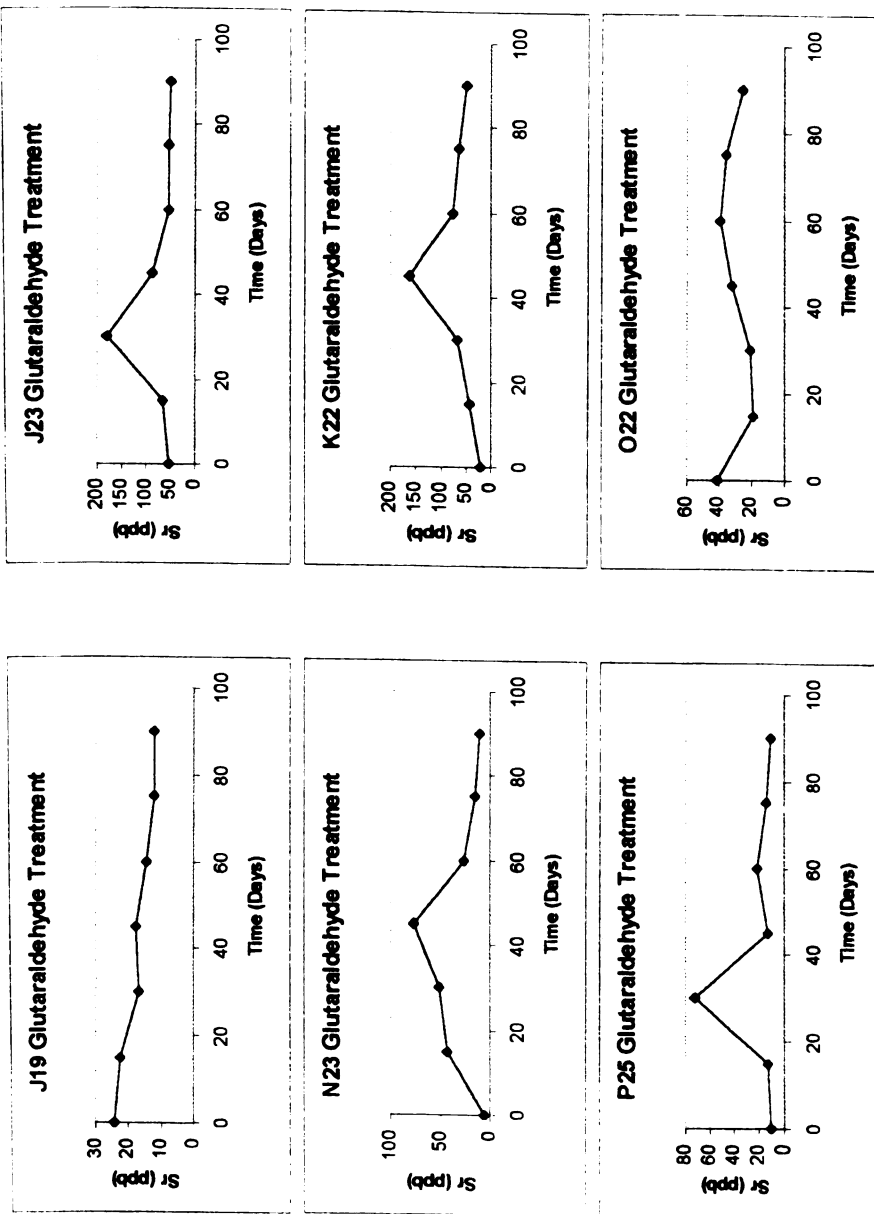 J19 Glutaraldehyde Treatment
Sr (ppb)
30
20
10
0
0 20 40 60 80 100
Time (Days)
J23 Glutaraldehyde Treatment
Sr (ppb)
200
150
100
50
0
0 20 40 60 80 100
Time (Days)
N23 Glutaraldehyde Treatment
Sr (ppb)
100
50
0
0 20 40 60 80 100
Time (Days)
K22 Glutaraldehyde Treatment
Sr (ppb)
200
150
100
50
0
0 20 40 60 80 100
Time (Days)
P25 Glutaraldehyde Treatment
Sr (ppb)
80
60
40
20
0
0 20 40 60 80 100
Time (Days)
O22 Glutaraldehyde Treatment
Sr (ppb)
60
40
20
0
0 20 40 60 80 100
Time (Days)